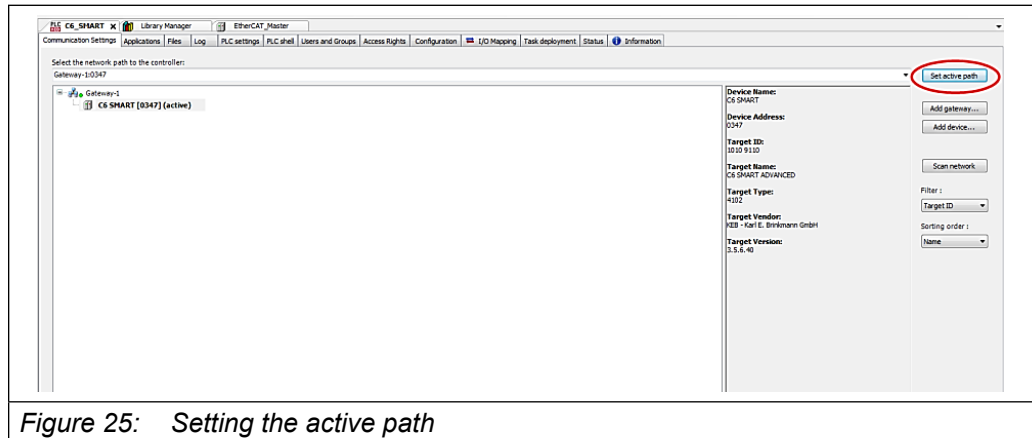 C6_SMART Library Manager EtherCAT_Master
Communication Settings Applications Files Log PLC settings PLC shell Users and Groups Access Rights Configuration I/O Mapping Task deployment Status Information
Select the network path to the controller:
Gateway-1:0347
Set active path
Gateway-1
C6 SMART [0347] (active)
Device Name:
C6 SMART
Device Address:
0347
Target ID:
1010 9110
Target Name:
C6 SMART ADVANCED
Target Type:
4102
Target Vendor:
KEB - Karl E. Brinkmann GmbH
Target Version:
3.5.6.40
Add gateway...
Add device...
Scan network
Filter :
Target ID
Sorting order :
Name
Figure 25: Setting the active path